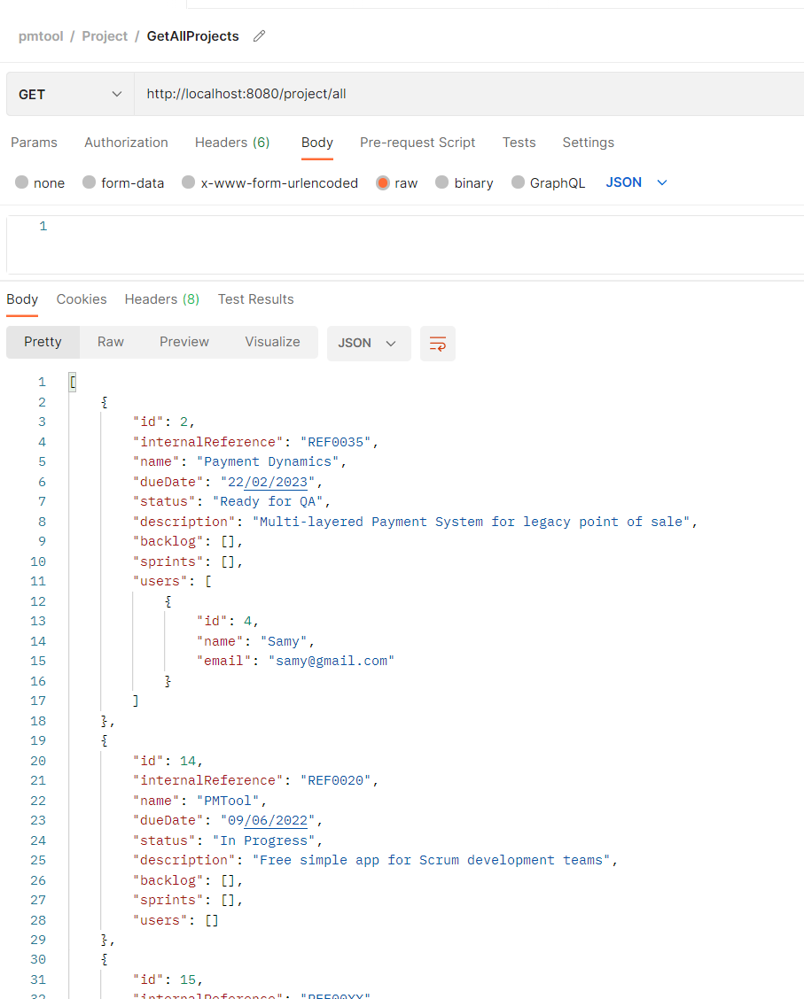 pmtool / Project / GetAllProjects
GET http://localhost:8080/project/all
Params Authorization Headers (6) Body Pre-request Script Tests Settings
none form-data x-www-form-urlencoded raw binary GraphQL JSON
1
Body Cookies Headers (8) Test Results
Pretty Raw Preview Visualize JSON
1 [
2 {
3 "id": 2,
4 "internalReference": "REF0035",
5 "name": "Payment Dynamics",
6 "dueDate": "22/02/2023",
7 "status": "Ready for QA",
8 "description": "Multi-layered Payment System for legacy point of sale",
9 "backlog": [],
10 "sprints": [],
11 "users": [
12 {
13 "id": 4,
14 "name": "Samy",
15 "email": "samy@gmail.com"
16 }
17 ]
18 },
19 {
20 "id": 14,
21 "internalReference": "REF0020",
22 "name": "PMTool",
23 "dueDate": "09/06/2022",
24 "status": "In Progress",
25 "description": "Free simple app for Scrum development teams",
26 "backlog": [],
27 "sprints": [],
28 "users": []
29 },
30 {
31 "id": 15,
32 "internalReference": "REF00XX"